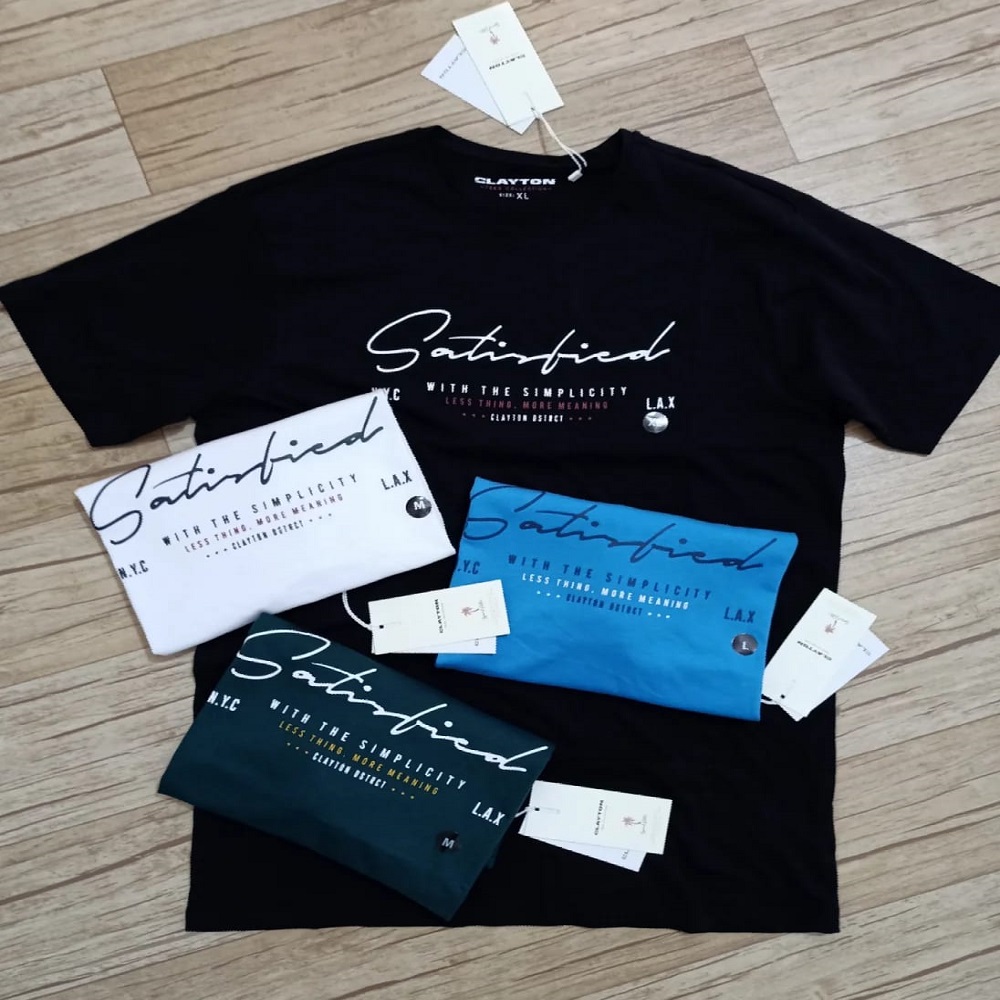 CLAYTON
CLAYTON
SIZE: XL
Satisfied
WITH THE SIMPLICITY
N.Y.C
LESS THING, MORE MEANING
L.A.X
CLAYTON DSTRCT
XL
Satisfied
WITH THE SIMPLICITY
L.A.X
LESS THING, MORE MEANING
M
CLAYTON DSTRCT
N.Y.C
Satisfied
WITH THE SIMPLICITY
.Y.C
LESS THING, MORE MEANING
CLAYTON DSTRCT
L.A.X
L
CLAYTON
CLAYTON
Satisfied
N.Y.C
WITH THE SIMPLICITY
LESS THING, MORE MEANING
CLAYTON DSTRCT
L.A.X
M
CLAYTON